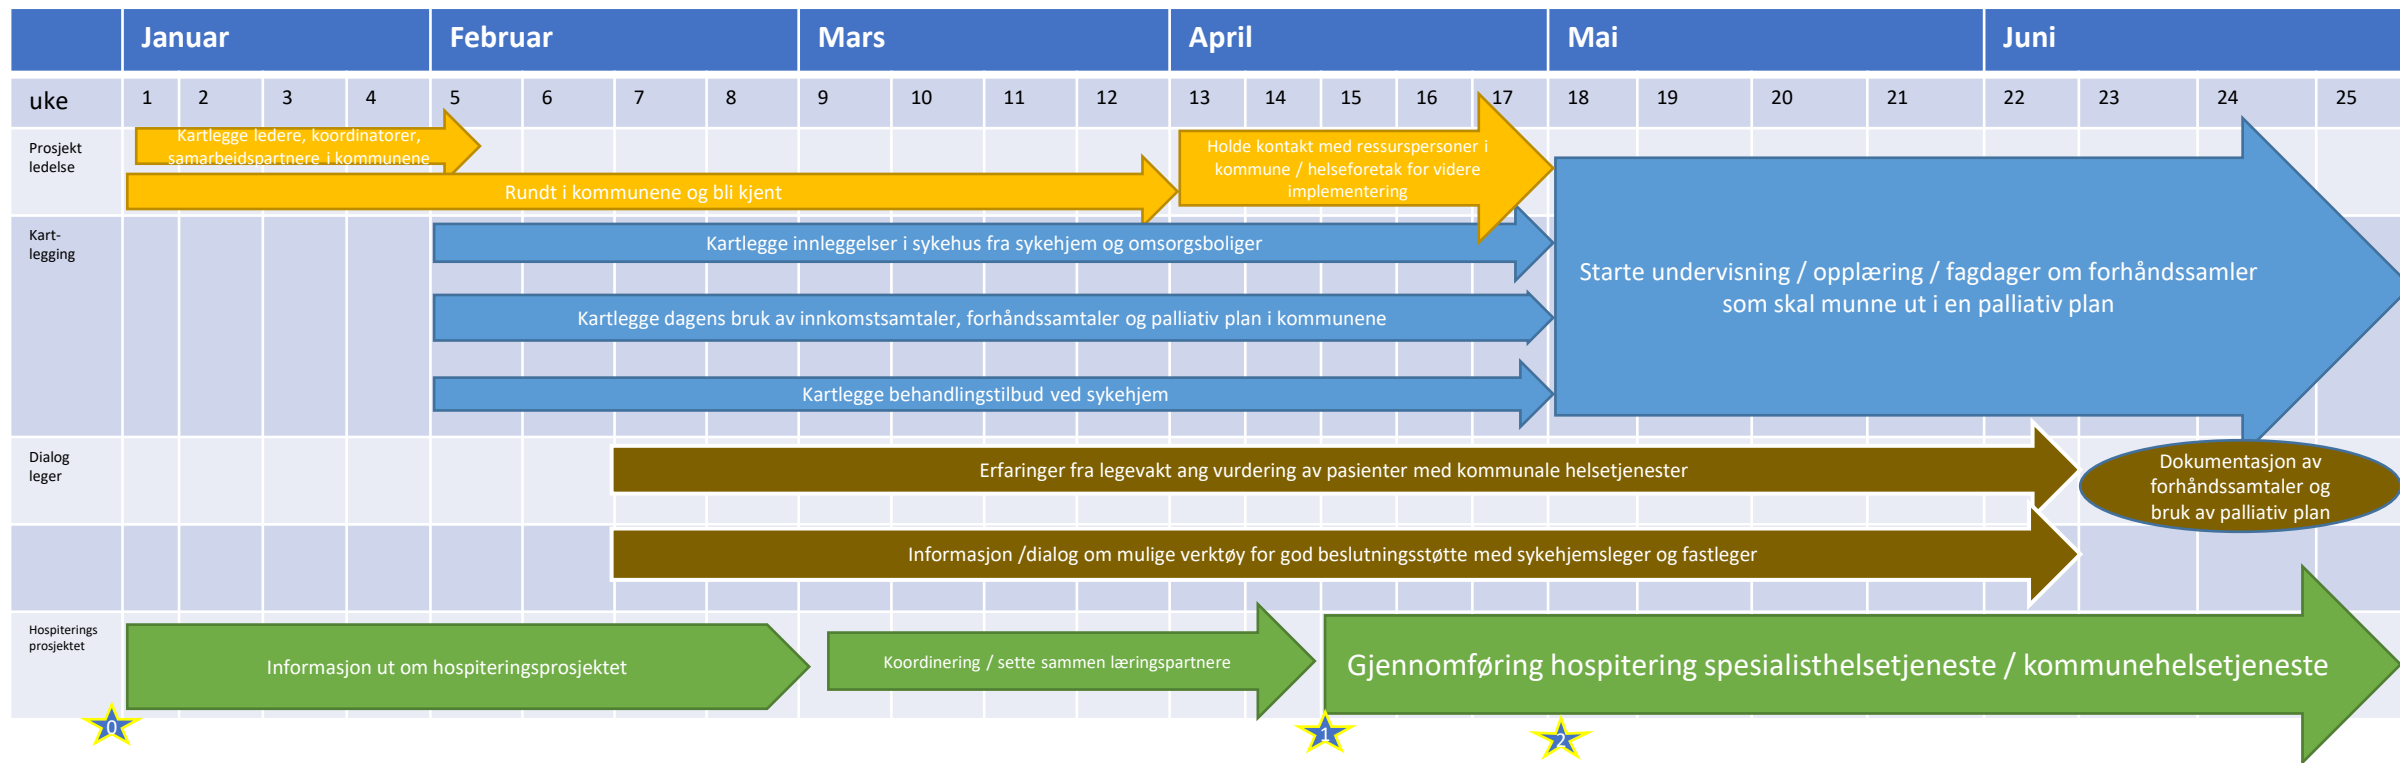 Januar
Februar
Mars
April
Mai
Juni
uke
1
2
3
4
5
6
7
8
9
10
11
12
13
14
15
16
17
18
19
20
21
22
23
24
25
Prosjekt
ledelse
Kartlegge ledere, koordinatorer,
samarbeidspartnere i kommunene
Rundt i kommunene og bli kjent
Holde kontakt med ressurspersoner i
kommune / helseforetak for videre
implementering
Kart-
legging
Kartlegge innleggelser i sykehus fra sykehjem og omsorgsboliger
Kartlegge dagens bruk av innkomstsamtaler, forhåndssamtaler og palliativ plan i kommunene
Kartlegge behandlingstilbud ved sykehjem
Starte undervisning / opplæring / fagdager om forhåndssamler
som skal munne ut i en palliativ plan
Dialog
leger
Erfaringer fra legevakt ang vurdering av pasienter med kommunale helsetjenester
Dokumentasjon av
forhåndssamtaler og
bruk av palliativ plan
Informasjon /dialog om mulige verktøy for god beslutningsstøtte med sykehjemsleger og fastleger
Hospiterings
prosjektet
Informasjon ut om hospiteringsprosjektet
Koordinering / sette sammen læringspartnere
Gjennomføring hospitering spesialisthelsetjeneste / kommunehelsetjeneste
0
1
2